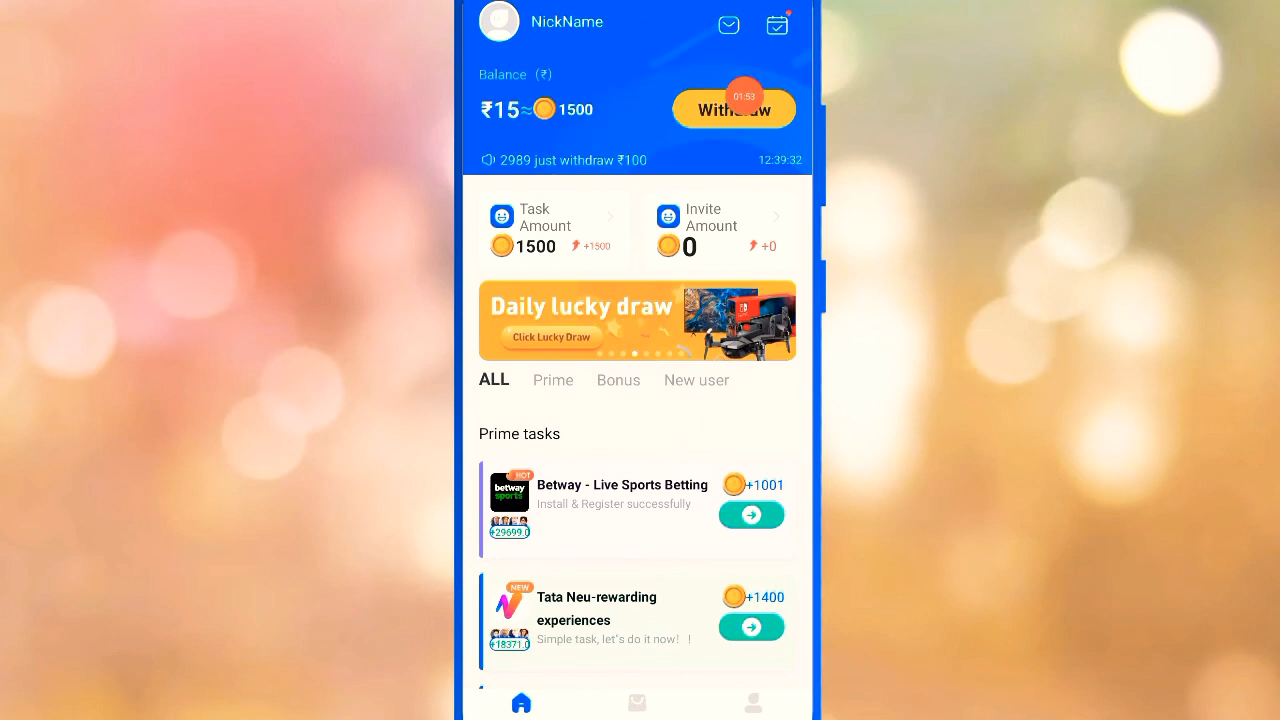 NickName
Balance (₹)
₹15≈1500
Withdraw
01:53
2989 just withdraw ₹100
12:39:32
Task
Amount
1500
+1500
Invite
Amount
0
+0
Daily lucky draw
Click Lucky Draw
ALL
Prime
Bonus
New user
Prime tasks
HOT
betway
sports
+29699.0
Betway - Live Sports Betting
Install & Register successfully
+1001
NEW
+18371.0
Tata Neu-rewarding
experiences
Simple task, let's do it now! !
+1400